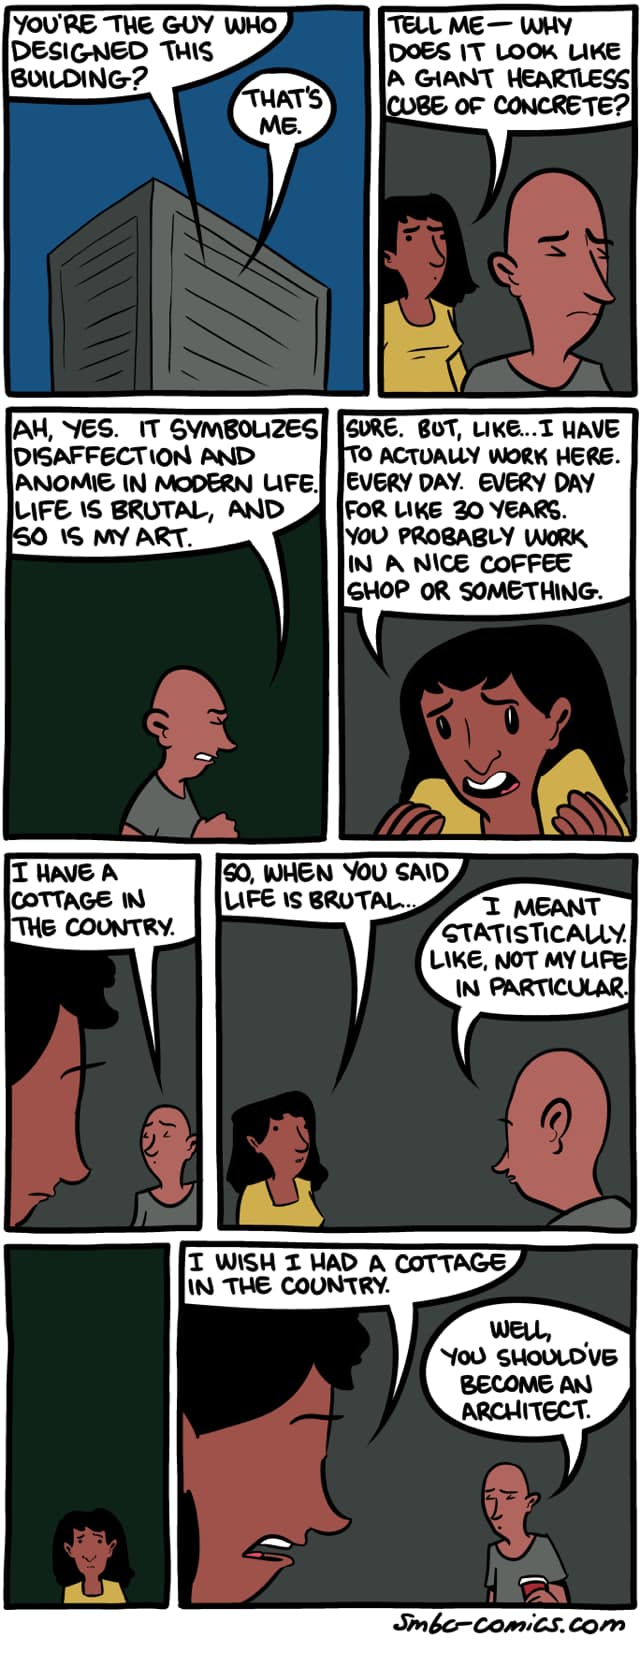 YOU'RE THE GUY WHO
DESIGNED THIS
BUILDING?
THAT'S
ME.
TELL ME— WHY
DOES IT LOOK LIKE
A GIANT HEARTLESS
CUBE OF CONCRETE?
AH, YES. IT SYMBOLIZES
DISAFFECTION AND
ANOMIE IN MODERN LIFE.
LIFE IS BRUTAL, AND
SO IS MY ART.
SURE. BUT, LIKE...I HAVE
TO ACTUALLY WORK HERE.
EVERY DAY. EVERY DAY
FOR LIKE 30 YEARS.
YOU PROBABLY WORK
IN A NICE COFFEE
SHOP OR SOMETHING.
I HAVE A
COTTAGE IN
THE COUNTRY.
SO, WHEN YOU SAID
LIFE IS BRUTAL...
I MEANT
STATISTICALLY.
LIKE, NOT MY LIFE
IN PARTICULAR.
I WISH I HAD A COTTAGE
IN THE COUNTRY.
WELL,
YOU SHOULD'VE
BECOME AN
ARCHITECT.
smbc-comics.com